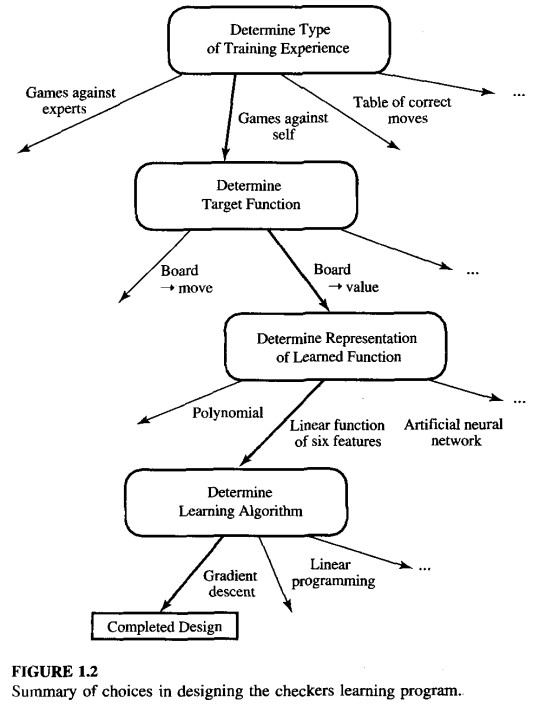 Determine Type
of Training Experience
Games against
experts
Games against
self
Table of correct
moves
...
Determine
Target Function
Board
→ move
Board
→ value
...
Determine Representation
of Learned Function
Polynomial
Linear function
of six features
Artificial neural
network
...
Determine
Learning Algorithm
Gradient
descent
Linear
programming
...
Completed Design
FIGURE 1.2
Summary of choices in designing the checkers learning program.